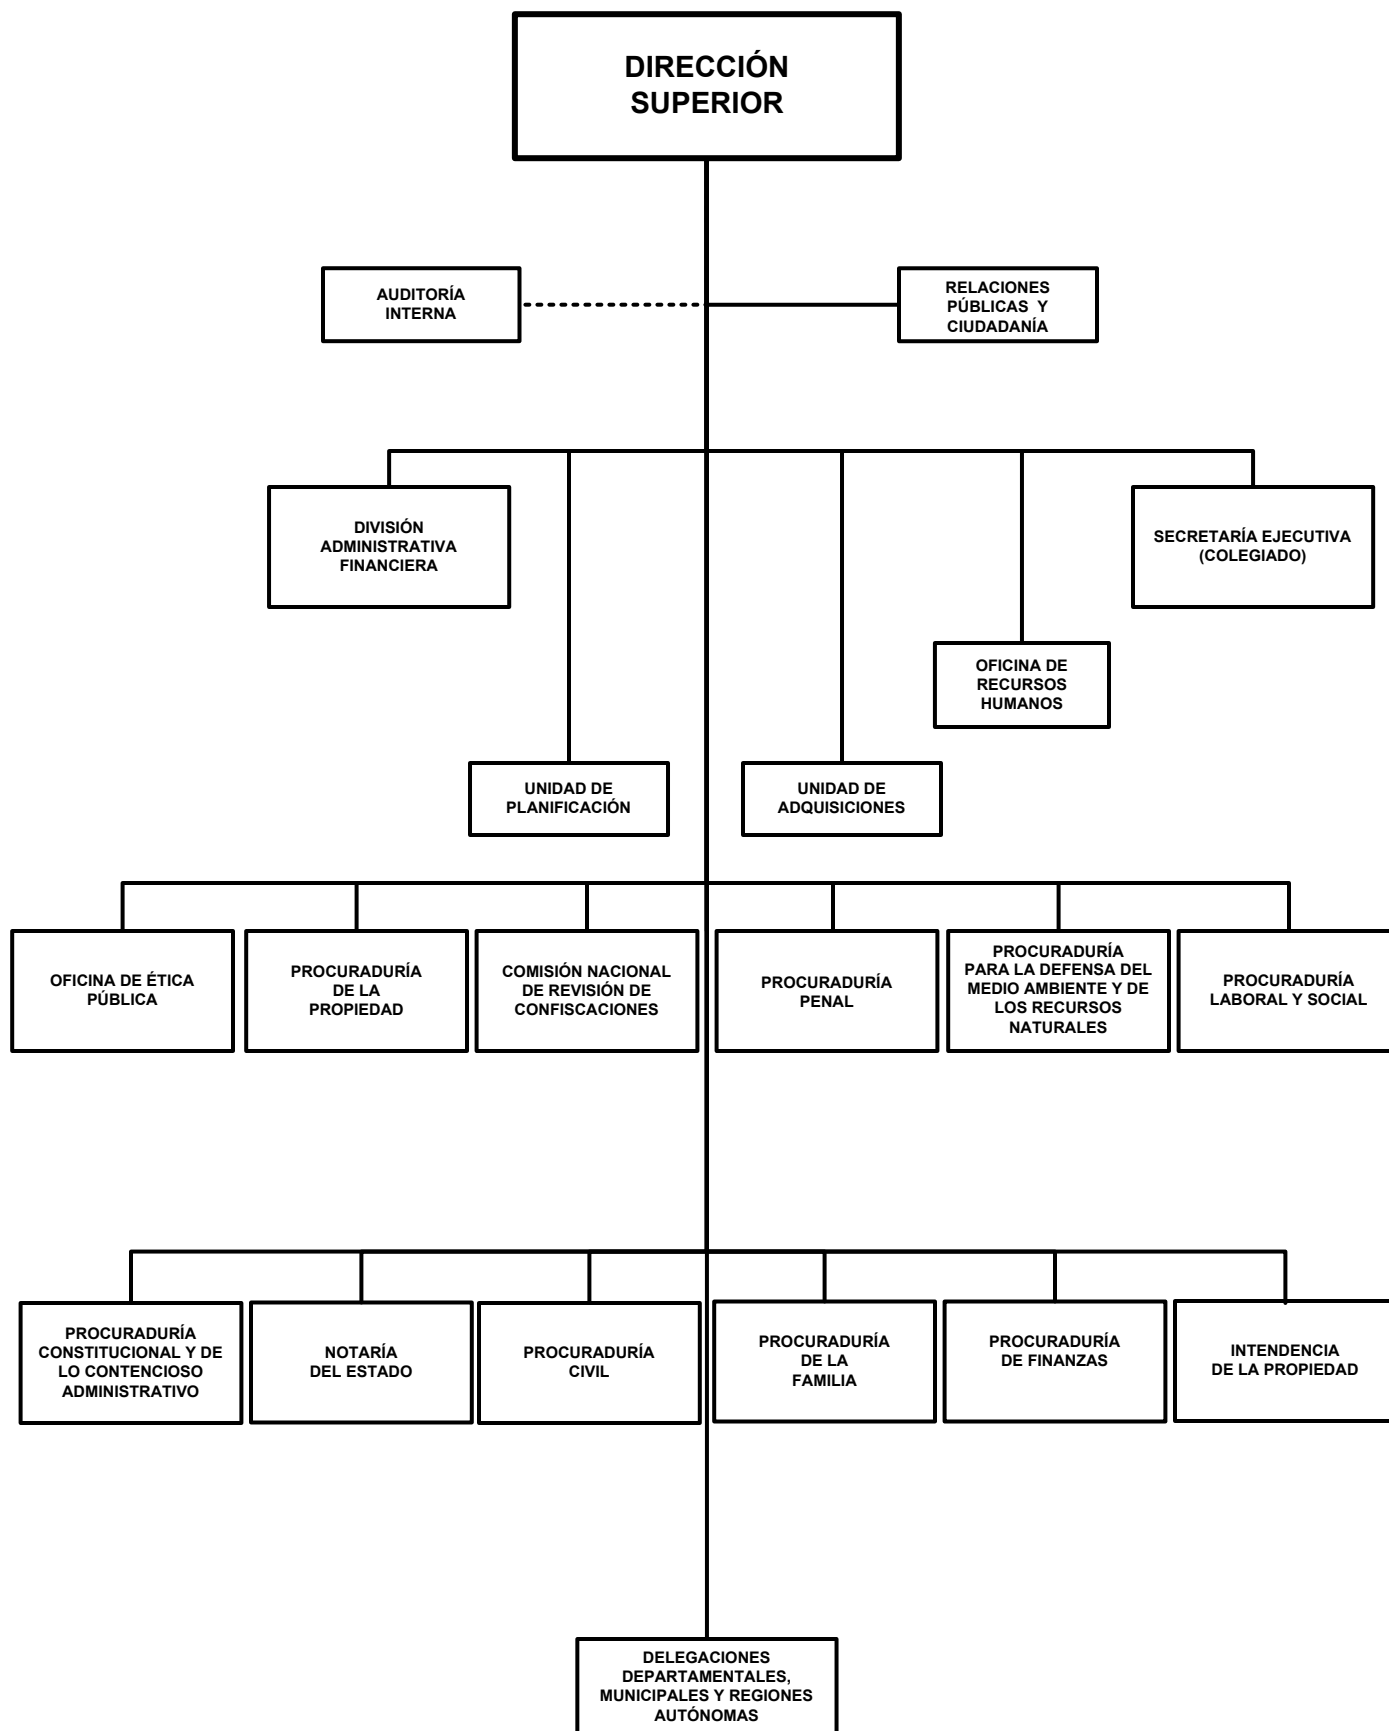 DIRECCIÓN
SUPERIOR
AUDITORÍA
INTERNA
RELACIONES
PÚBLICAS Y
CIUDADANÍA
DIVISIÓN
ADMINISTRATIVA
FINANCIERA
SECRETARÍA EJECUTIVA
(COLEGIADO)
OFICINA DE
RECURSOS
HUMANOS
UNIDAD DE
PLANIFICACIÓN
UNIDAD DE
ADQUISICIONES
OFICINA DE ÉTICA
PÚBLICA
PROCURADURÍA
DE LA
PROPIEDAD
COMISIÓN NACIONAL
DE REVISIÓN DE
CONFISCACIONES
PROCURADURÍA
PENAL
PROCURADURÍA
PARA LA DEFENSA DEL
MEDIO AMBIENTE Y DE
LOS RECURSOS
NATURALES
PROCURADURÍA
LABORAL Y SOCIAL
PROCURADURÍA
CONSTITUCIONAL Y DE
LO CONTENCIOSO
ADMINISTRATIVO
NOTARÍA
DEL ESTADO
PROCURADURÍA
CIVIL
PROCURADURÍA
DE LA
FAMILIA
PROCURADURÍA
DE FINANZAS
INTENDENCIA
DE LA PROPIEDAD
DELEGACIONES
DEPARTAMENTALES,
MUNICIPALES Y REGIONES
AUTÓNOMAS